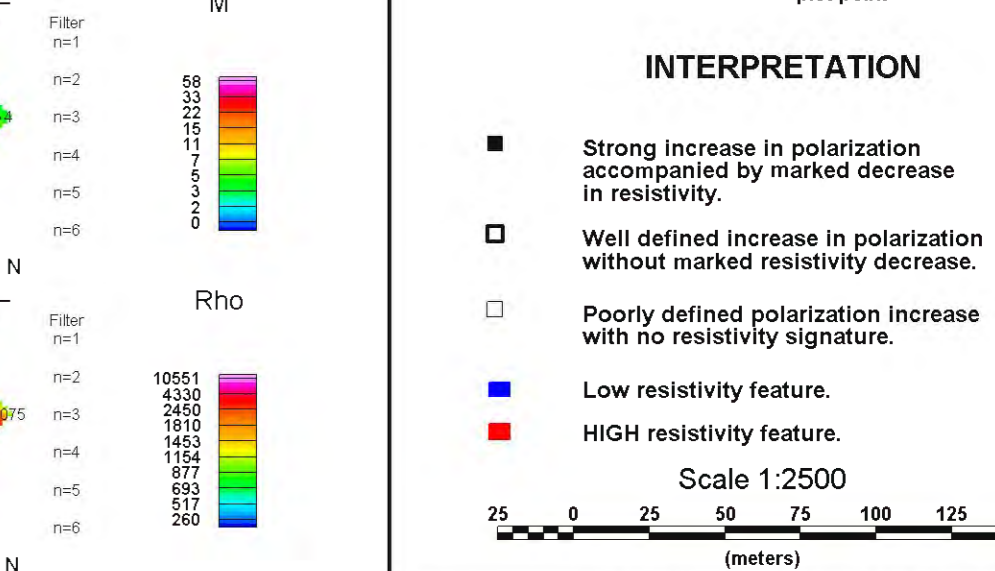 M
Filter
n=1
n=2
n=3
n=4
n=5
n=6
N
58
33
22
15
11
7
5
3
2
0
Rho
Filter
n=1
n=2
n=3
n=4
n=5
n=6
N
10551
4330
2450
1810
1453
1154
877
693
517
260
INTERPRETATION
Strong increase in polarization
accompanied by marked decrease
in resistivity.
Well defined increase in polarization
without marked resistivity decrease.
Poorly defined polarization increase
with no resistivity signature.
Low resistivity feature.
HIGH resistivity feature.
Scale 1:2500
25 0 25 50 75 100 125
(meters)